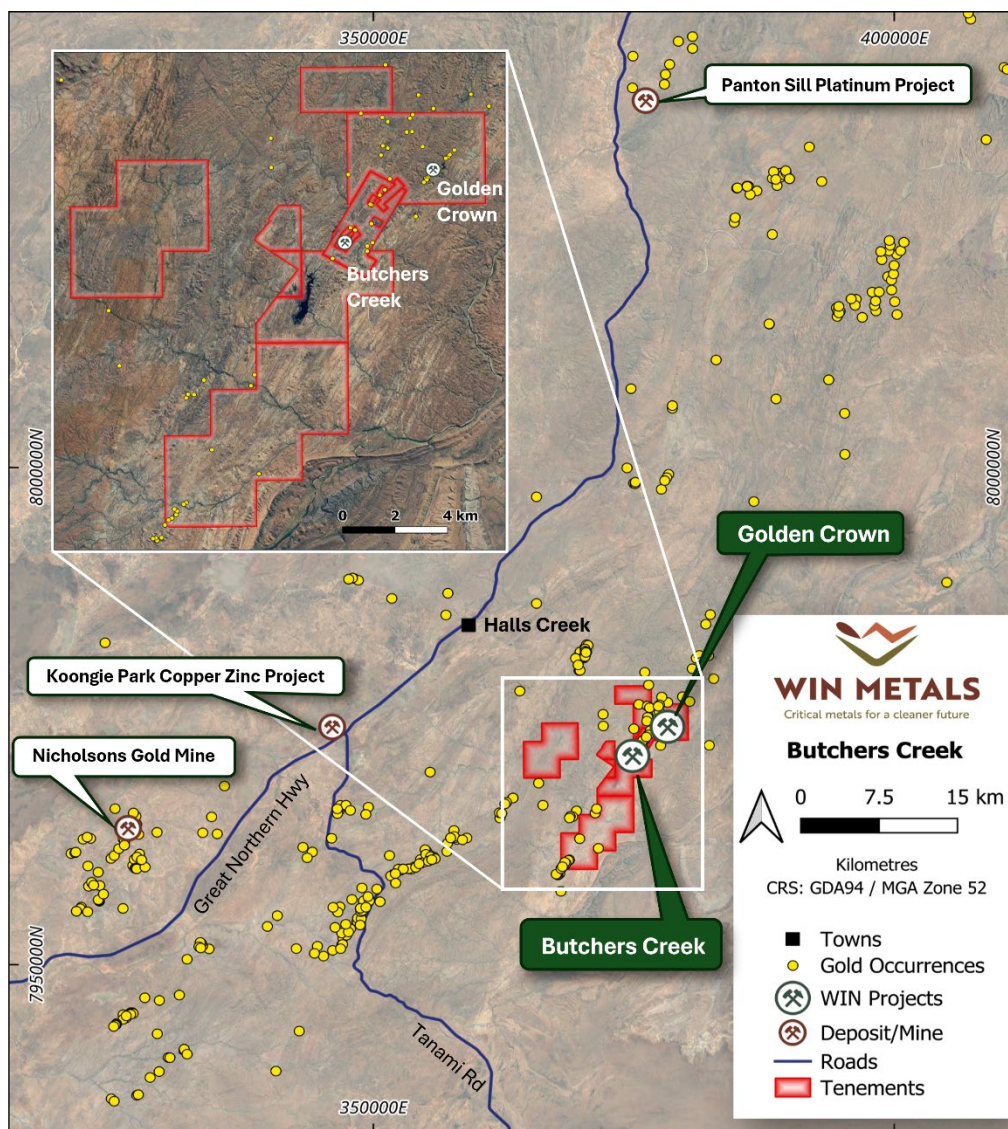 350000E
400000E
Panton Sill Platinum Project
Golden
Crown
Butchers
Creek
0 2 4 km
8000000N
8000000N
Golden Crown
Halls Creek
Koongie Park Copper Zinc Project
Nicholsons Gold Mine
Great Northern Hwy
Butchers Creek
7950000N
Tanami Rd
350000E
WIN METALS
Critical metals for a cleaner future
Butchers Creek
0 7.5 15 km
Kilometres
CRS: GDA94 / MGA Zone 52
Towns
Gold Occurrences
WIN Projects
Deposit/Mine
Roads
Tenements